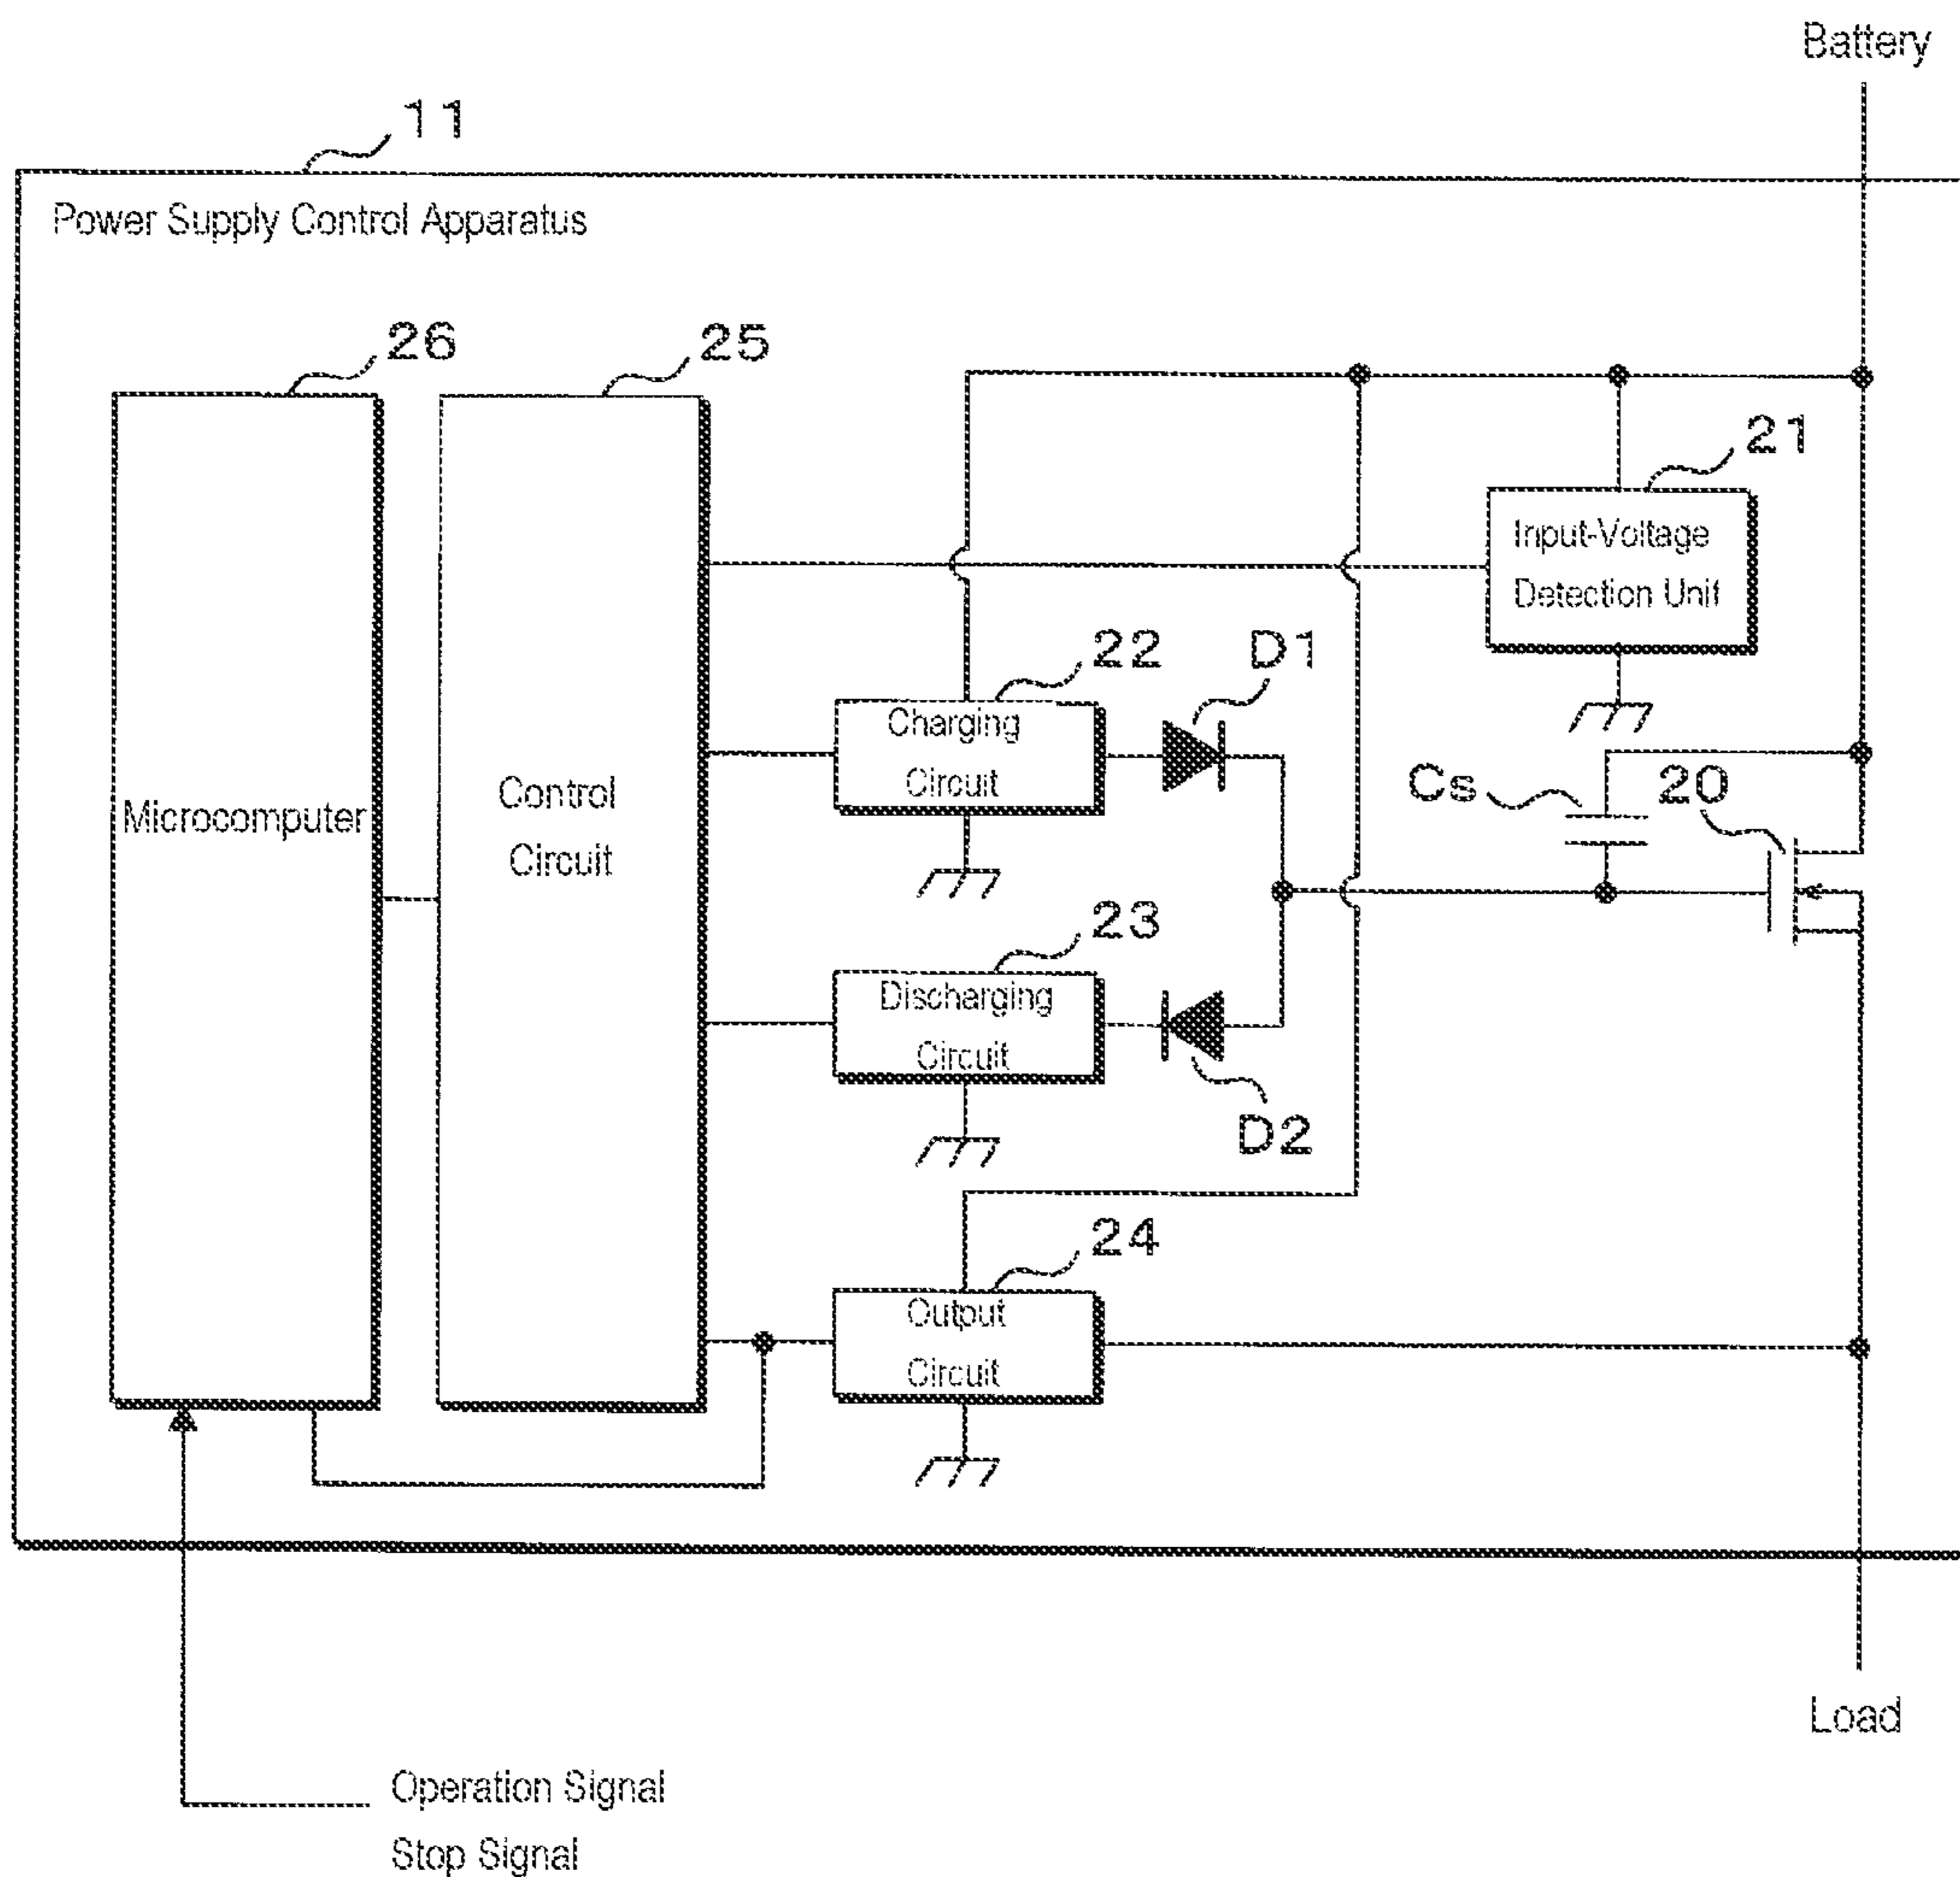 Battery
11
Power Supply Control Apparatus
26
25
21
Input-Voltage
Detection Unit
22
D1
Charging
Circuit
Cs
20
Microcomputer
Control
Circuit
23
Discharging
Circuit
D2
24
Output
Circuit
Load
Operation Signal
Stop Signal